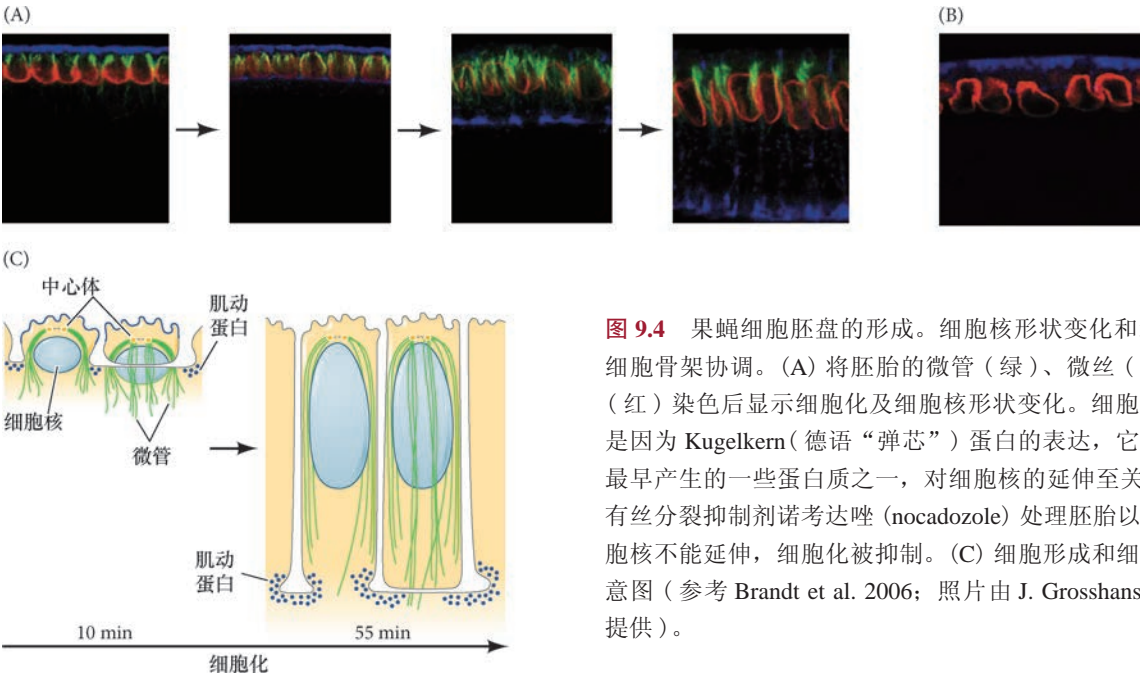 (A)
(B)
(C)
中心体
肌动
蛋白
细胞核
微管
肌动
蛋白
10 min
55 min
细胞化
图 9.4 果蝇细胞胚盘的形成。细胞核形状变化和
细胞骨架协调。(A) 将胚胎的微管（绿）、微丝（
（红）染色后显示细胞化及细胞核形状变化。细胞
是因为 Kugelkern（德语“弹芯”）蛋白的表达，它
最早产生的一些蛋白质之一，对细胞核的延伸至关
有丝分裂抑制剂诺考达唑 (nocadozole) 处理胚胎以
胞核不能延伸，细胞化被抑制。(C) 细胞形成和细
意图（参考 Brandt et al. 2006；照片由 J. Grosshans
提供）。